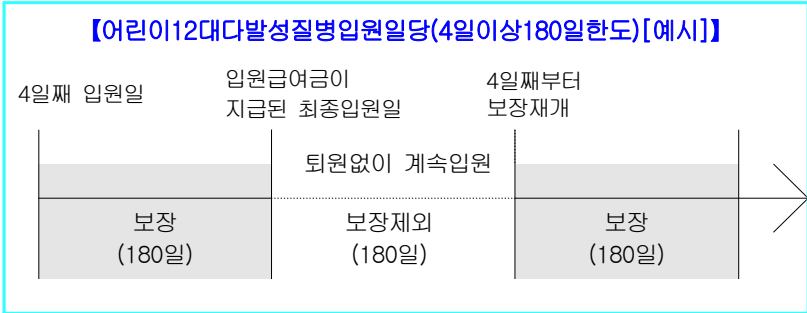 【어린이12대다발성질병입원일당(4일이상180일한도)[예시]】
4일째 입원일
입원급여금이
지급된 최종입원일
4일째부터
보장재개
퇴원없이 계속입원
보장
(180일)
보장제외
(180일)
보장
(180일)